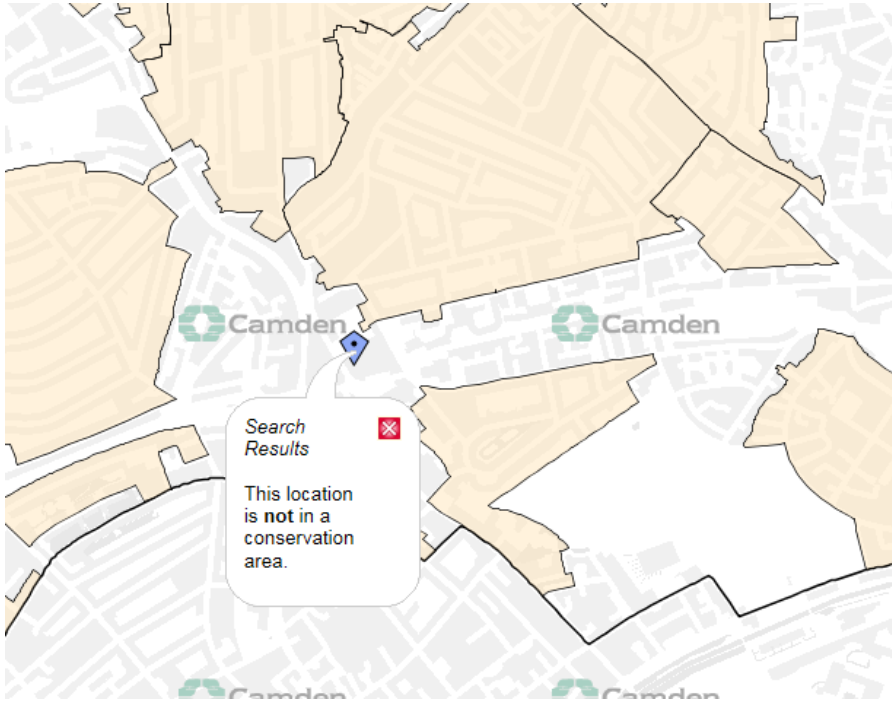 Camden
Camden
Search
Results
This location
is not in a
conservation
area.
Camden
Camden